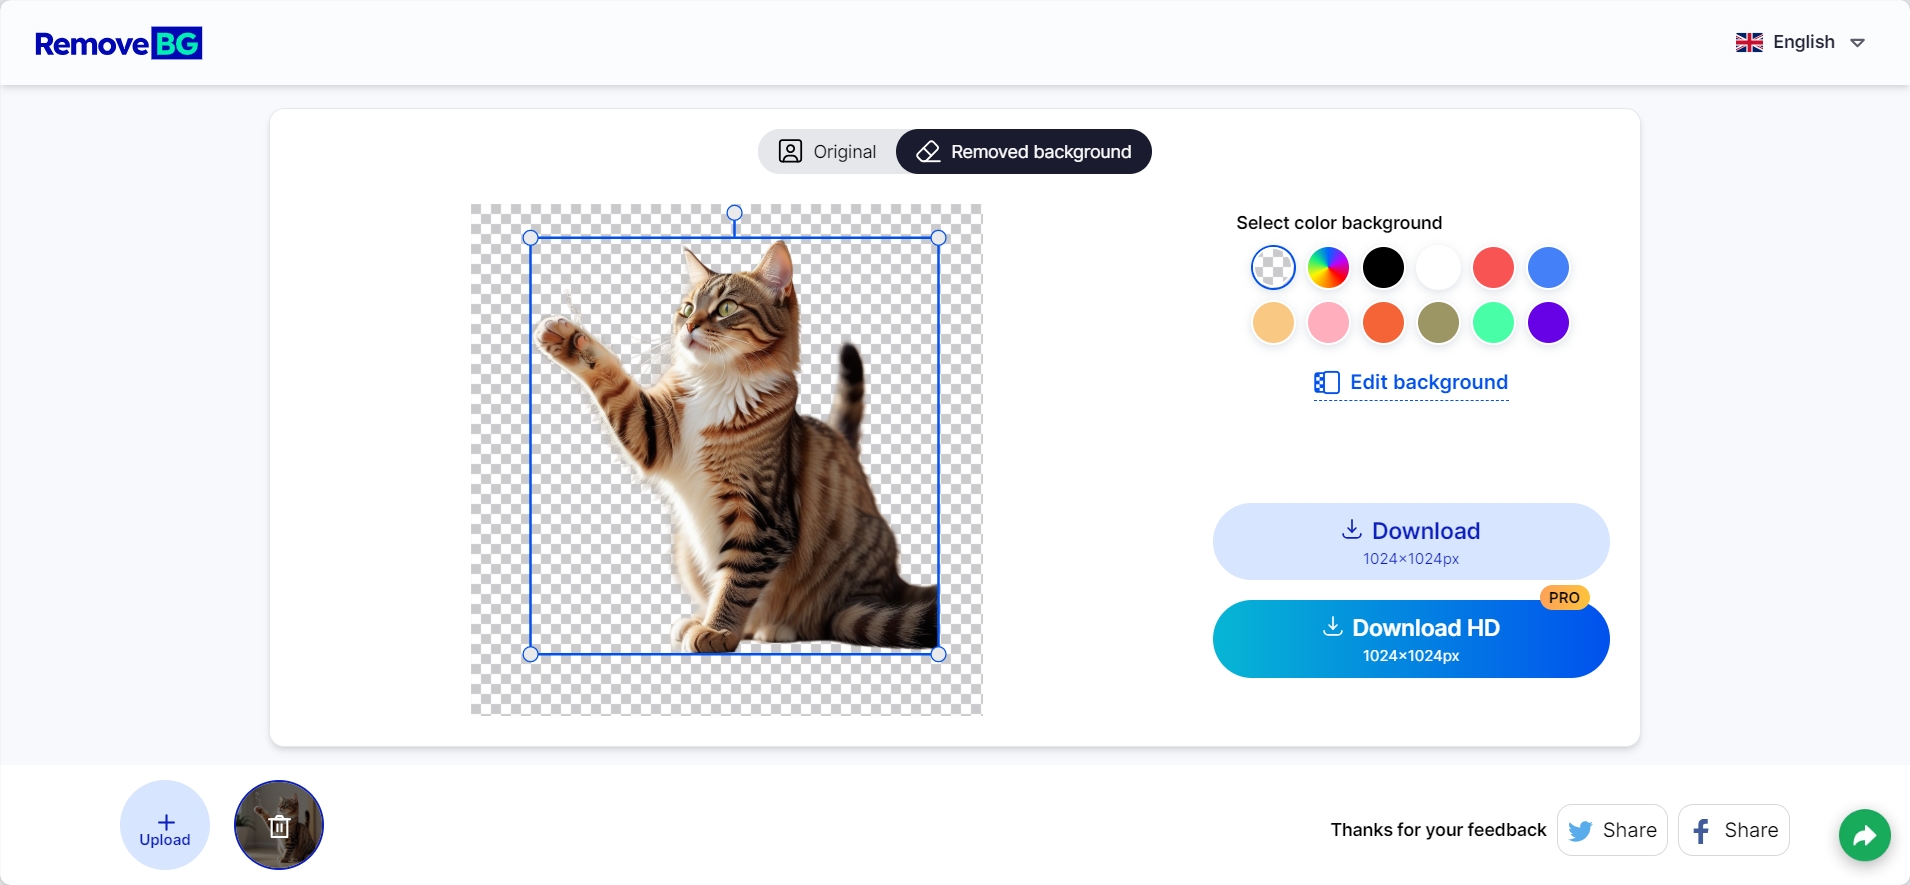 RemoveBG
English
Original
Removed background
Select color background
Edit background
Download
1024×1024px
PRO
Download HD
1024×1024px
Upload
Thanks for your feedback
Share
Share